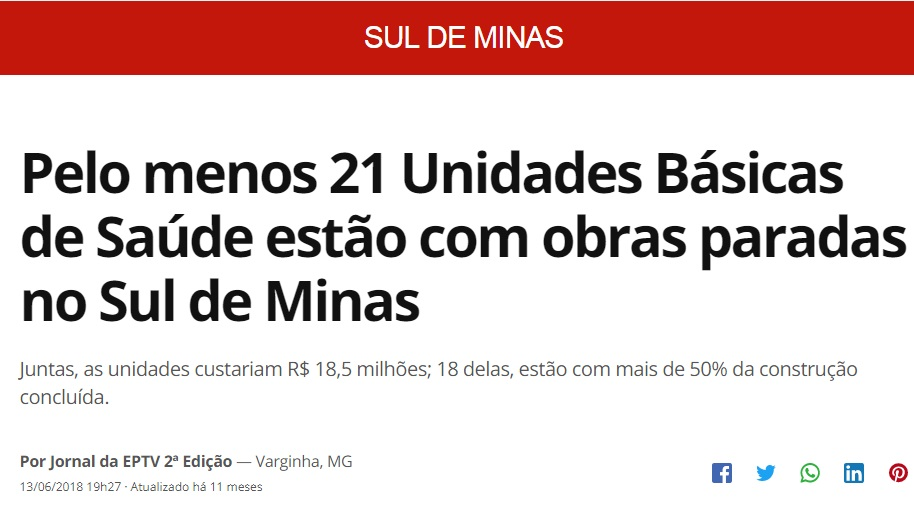 SUL DE MINAS
Pelo menos 21 Unidades Básicas
de Saúde estão com obras paradas
no Sul de Minas
Juntas, as unidades custariam R$ 18,5 milhões; 18 delas, estão com mais de 50% da construção
concluída.
Por Jornal da EPTV 2ª Edição — Varginha, MG
13/06/2018 19h27 · Atualizado há 11 meses